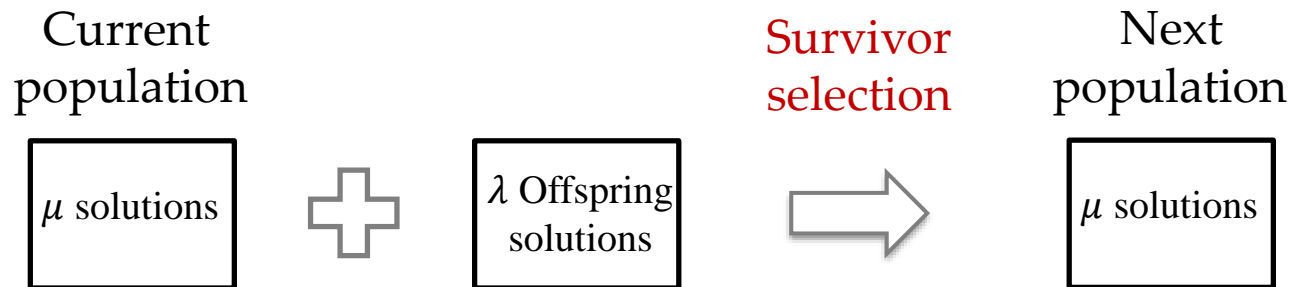 Current
population
Survivor
selection
Next
population
𝜇 solutions
𝜆 Offspring
solutions
𝜇 solutions